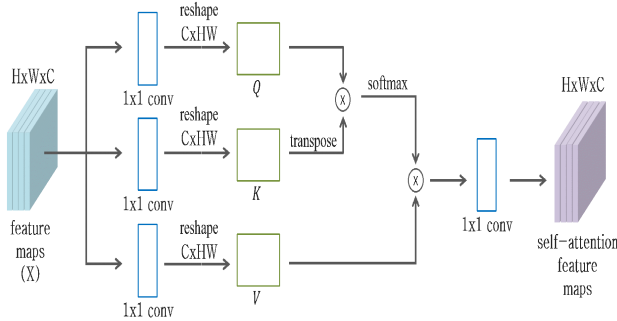 reshape
CxHW
Q
1x1 conv
HxWxC
feature
maps
(X)
reshape
CxHW
transpose
K
1x1 conv
reshape
CxHW
V
1x1 conv
X
softmax
X
1x1 conv
HxWxC
self-attention
feature
maps